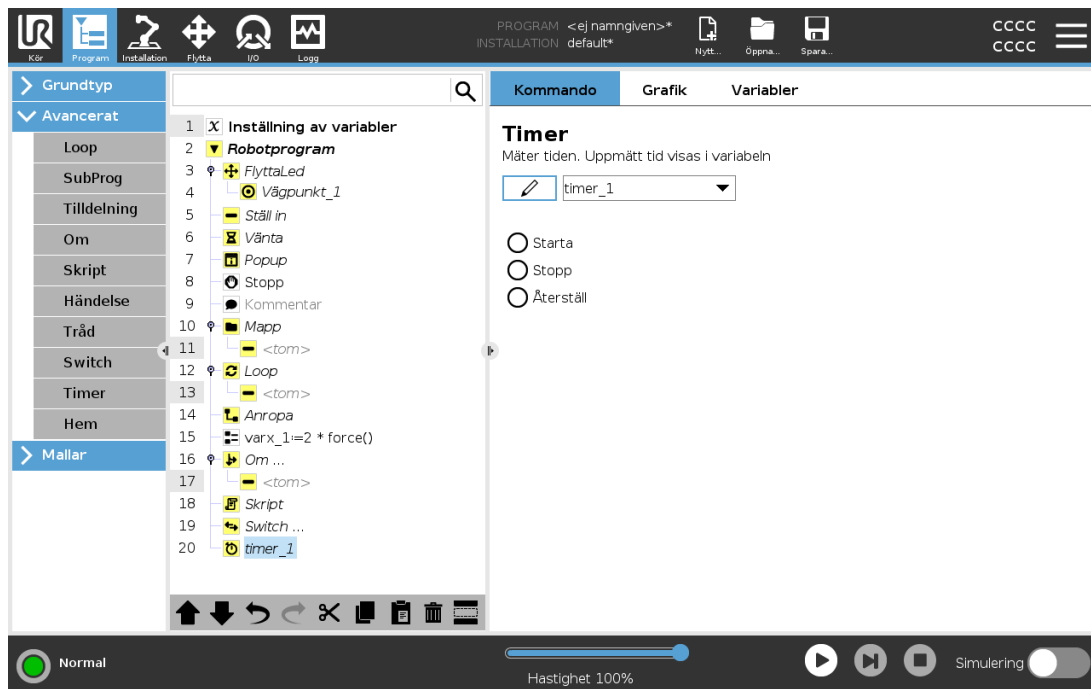 PROGRAM <ej namngiven>*
INSTALLATION default*
CCCC
CCCC
Kör Program Installation Flytta I/O Logg Nytt... Öppna... Spara...
Grundtyp
Avancerat
Loop
SubProg
Tilldelning
Om
Skript
Händelse
Tråd
Switch
Timer
Hem
Mallar
1 X Inställning av variabler
2 Robotprogram
3 FlyttaLed
4 Vägpunkt_1
5 Ställ in
6 Vänta
7 Popup
8 Stopp
9 Kommentar
10 Mapp
11 <tom>
12 Loop
13 <tom>
14 Anropa
15 varx_1:=2 * force()
16 Om ...
17 <tom>
18 Skript
19 Switch ...
20 timer_1
Kommando Grafik Variabler
Timer
Mäter tiden. Uppmätt tid visas i variabeln
timer_1
Starta
Stopp
Återställ
Normal
Hastighet 100%
Simulering